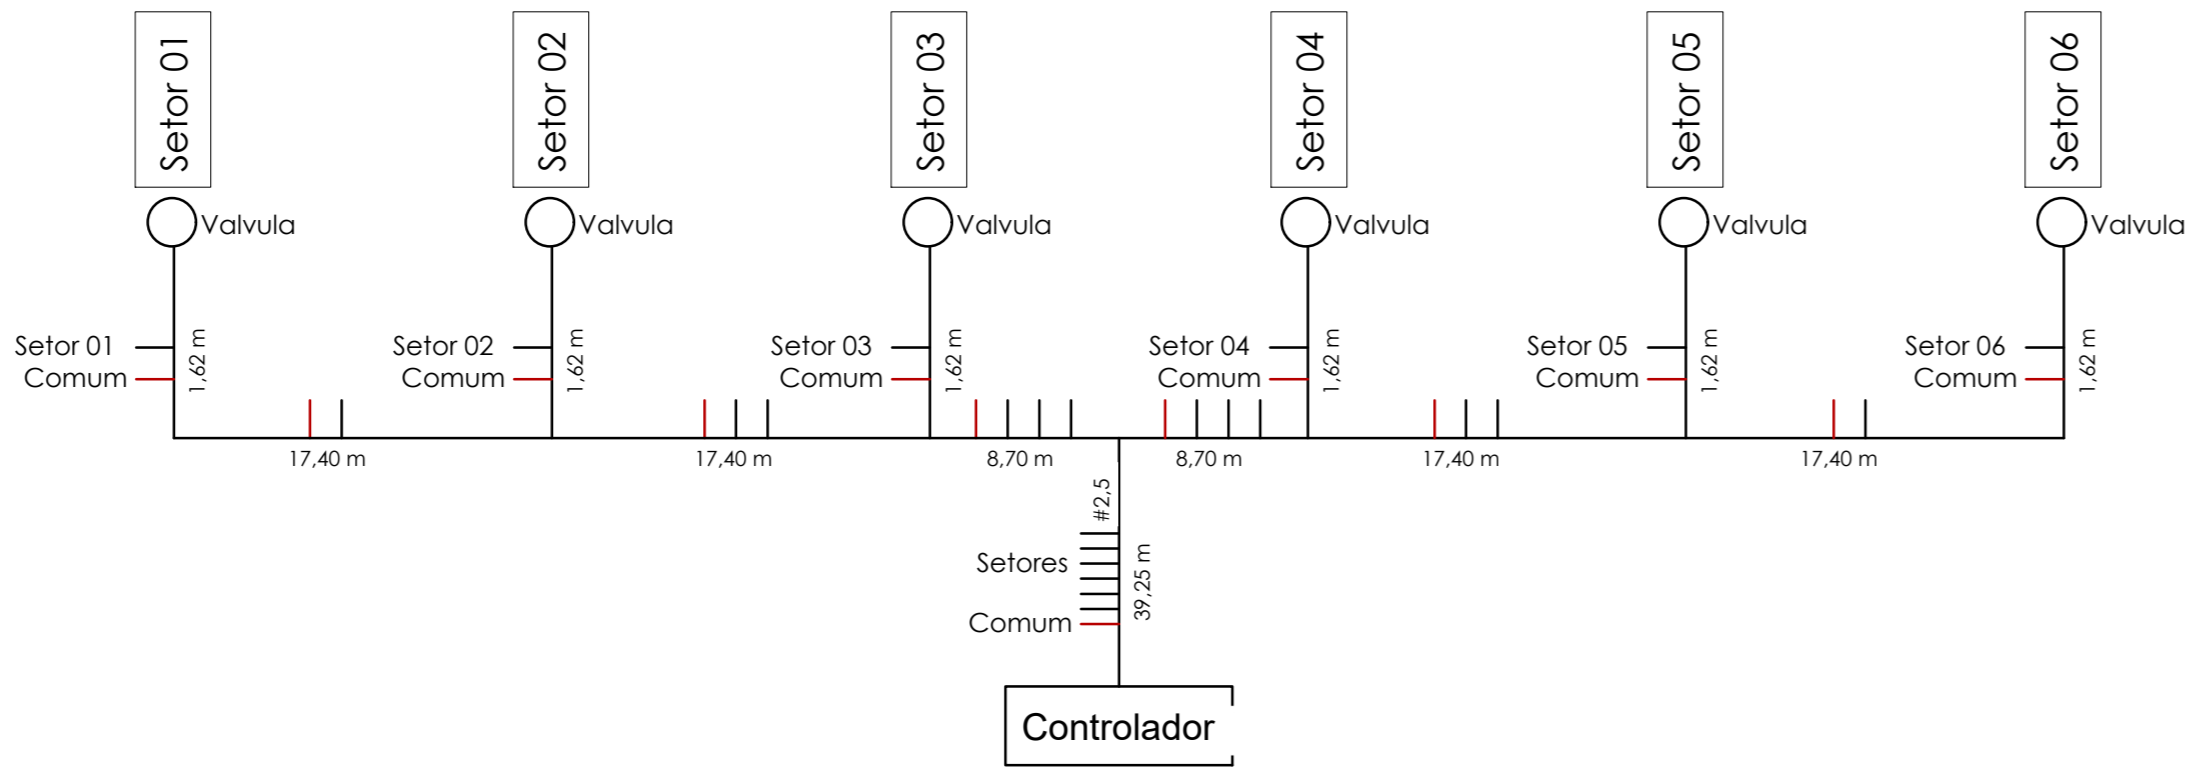 Setor 01
Setor 02
Setor 03
Setor 04
Setor 05
Setor 06
Valvula
Valvula
Valvula
Valvula
Valvula
Valvula
Setor 01
Comum
1,62 m
Setor 02
Comum
1,62 m
Setor 03
Comum
1,62 m
Setor 04
Comum
1,62 m
Setor 05
Comum
1,62 m
Setor 06
Comum
1,62 m
17,40 m
17,40 m
8,70 m
8,70 m
17,40 m
17,40 m
#2,5
Setores
39,25 m
Comum
Controlador